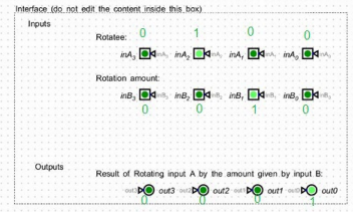 Interface (do not edit the content inside this box)
Inputs
Rotatee: 0 1 0 0
inA₃ inA₂ inA₁ inA₀
Rotation amount:
inB₃ inB₂ inB₁ inB₀
0 0 1 0
Outputs
Result of Rotating input A by the amount given by input B:
out3 out2 out1 out0
0 0 0 1